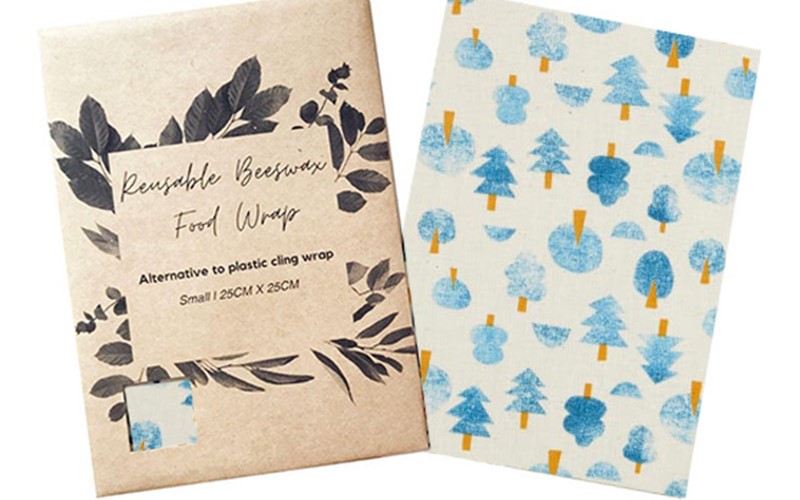 Reusable Beeswax
Food Wrap
Alternative to plastic cling wrap
Small | 25CM X 25CM